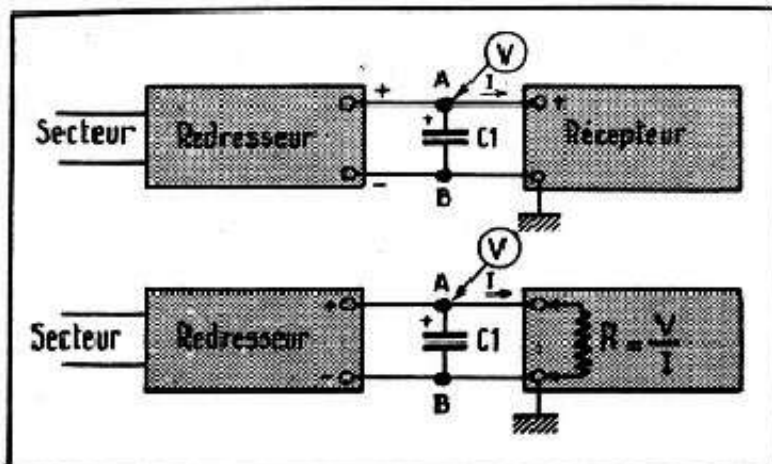 V
A
I
+
+
+
Secteur
Redresseur
C1
Récepteur
-
B
V
A
I
+
+
Secteur
Redresseur
C1
R = V/I
-
B